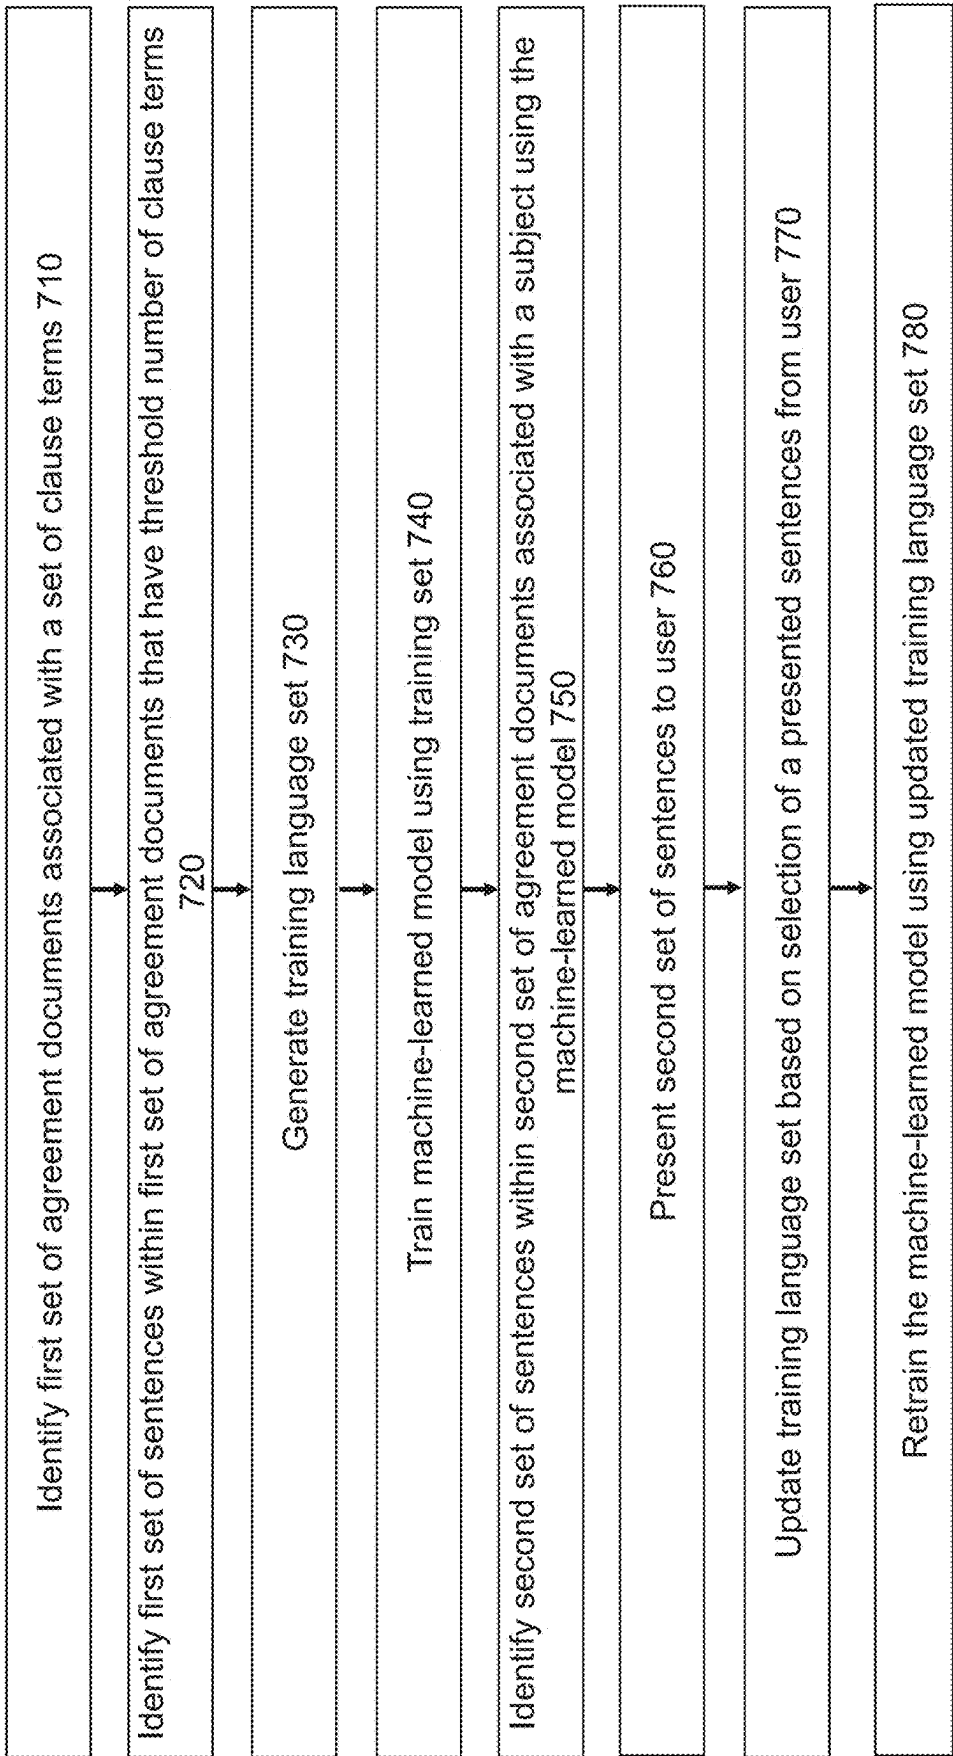 Identify first set of agreement documents associated with a set of clause terms 710
Identify first set of sentences within first set of agreement documents that have threshold number of clause terms
720
Generate training language set 730
Train machine-learned model using training set 740
Identify second set of sentences within second set of agreement documents associated with a subject using the
machine-learned model 750
Present second set of sentences to user 760
Update training language set based on selection of a presented sentences from user 770
Retrain the machine-learned model using updated training language set 780